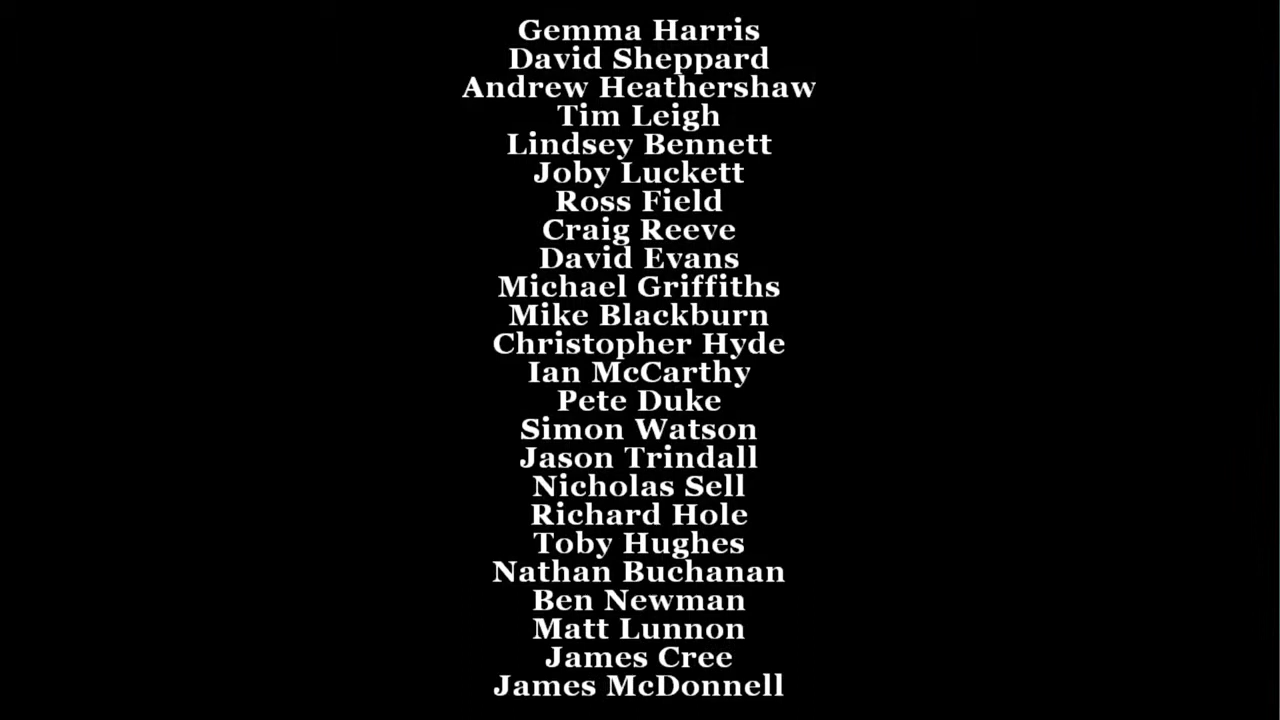 Gemma Harris
David Sheppard
Andrew Heathershaw
Tim Leigh
Lindsey Bennett
Joby Luckett
Ross Field
Craig Reeve
David Evans
Michael Griffiths
Mike Blackburn
Christopher Hyde
Ian McCarthy
Pete Duke
Simon Watson
Jason Trindall
Nicholas Sell
Richard Hole
Toby Hughes
Nathan Buchanan
Ben Newman
Matt Lunnon
James Cree
James McDonnell